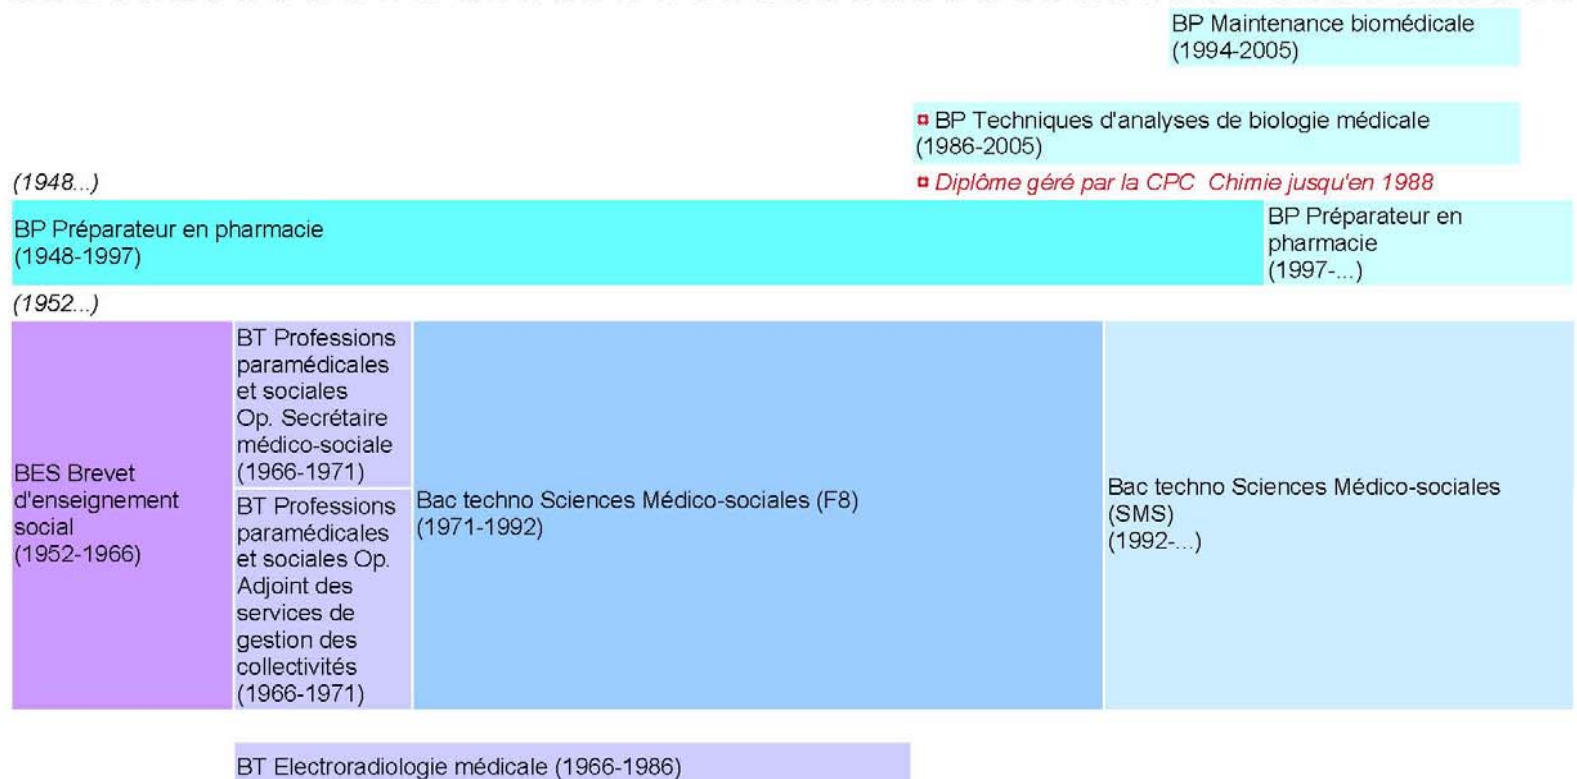 BP Maintenance biomédicale
(1994-2005)
¤ BP Techniques d'analyses de biologie médicale
(1986-2005)
(1948...)
¤ Diplôme géré par la CPC Chimie jusqu'en 1988
BP Préparateur en pharmacie
(1948-1997)
BP Préparateur en
pharmacie
(1997-...)
(1952...)
BES Brevet
d'enseignement
social
(1952-1966)
BT Professions
paramédicales
et sociales
Op. Secrétaire
médico-sociale
(1966-1971)
BT Professions
paramédicales
et sociales Op.
Adjoint des
services de
gestion des
collectivités
(1966-1971)
Bac techno Sciences Médico-sociales (F8)
(1971-1992)
Bac techno Sciences Médico-sociales
(SMS)
(1992-...)
BT Electroradiologie médicale (1966-1986)